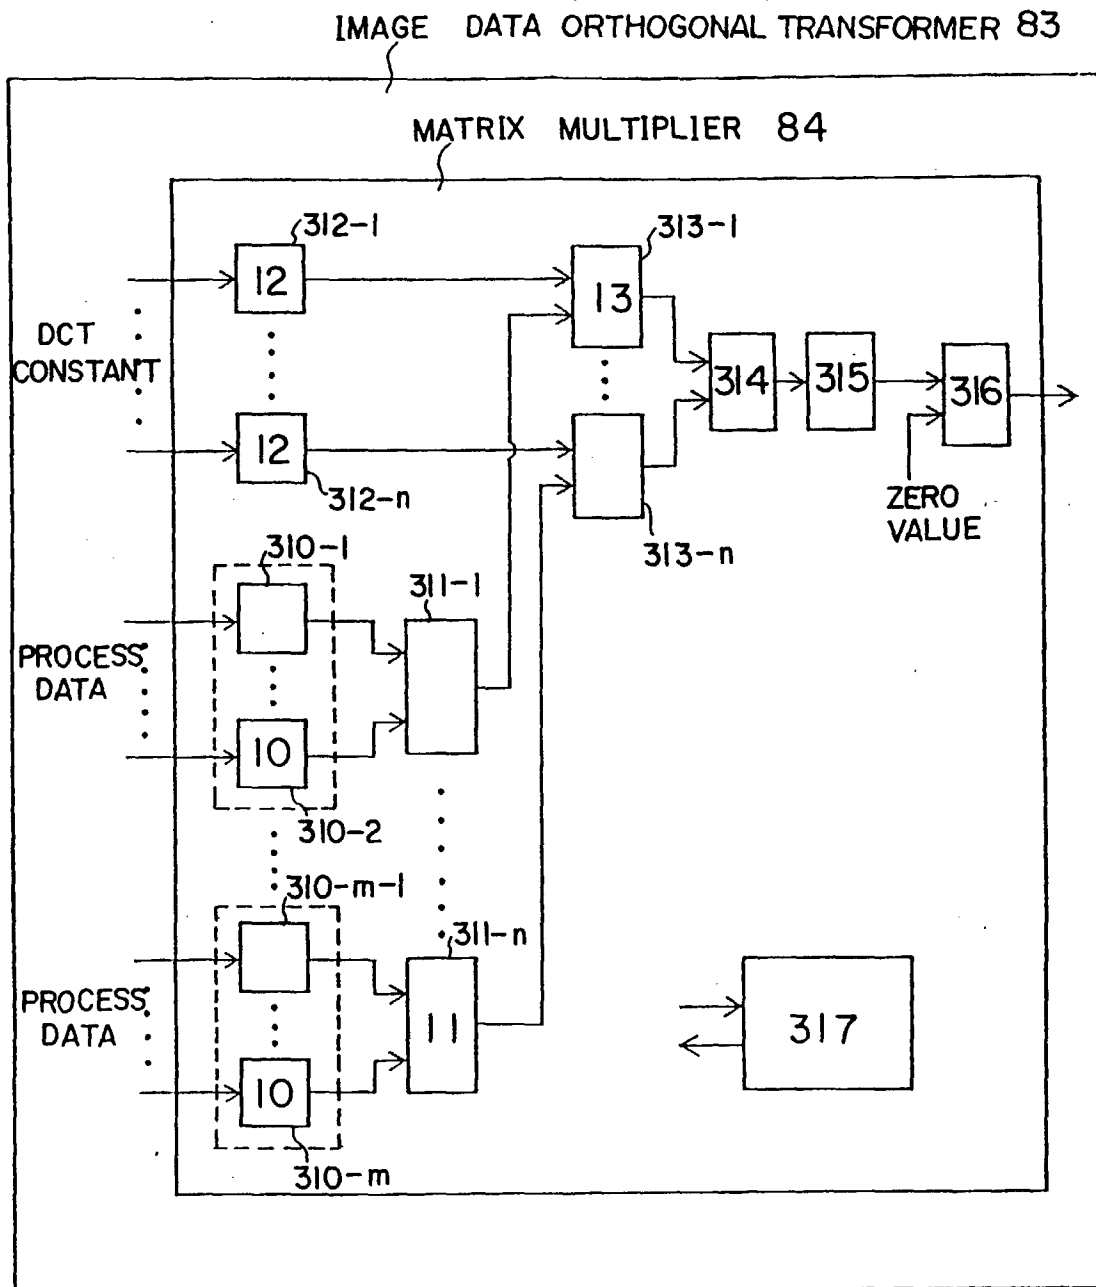 IMAGE DATA ORTHOGONAL TRANSFORMER 83
MATRIX MULTIPLIER 84
312-1
313-1
12
13
DCT
CONSTANT
314
315
316
12
312-n
ZERO
VALUE
313-n
310-1
311-1
PROCESS
DATA
10
310-2
310-m-1
311-n
PROCESS
DATA
11
317
10
310-m